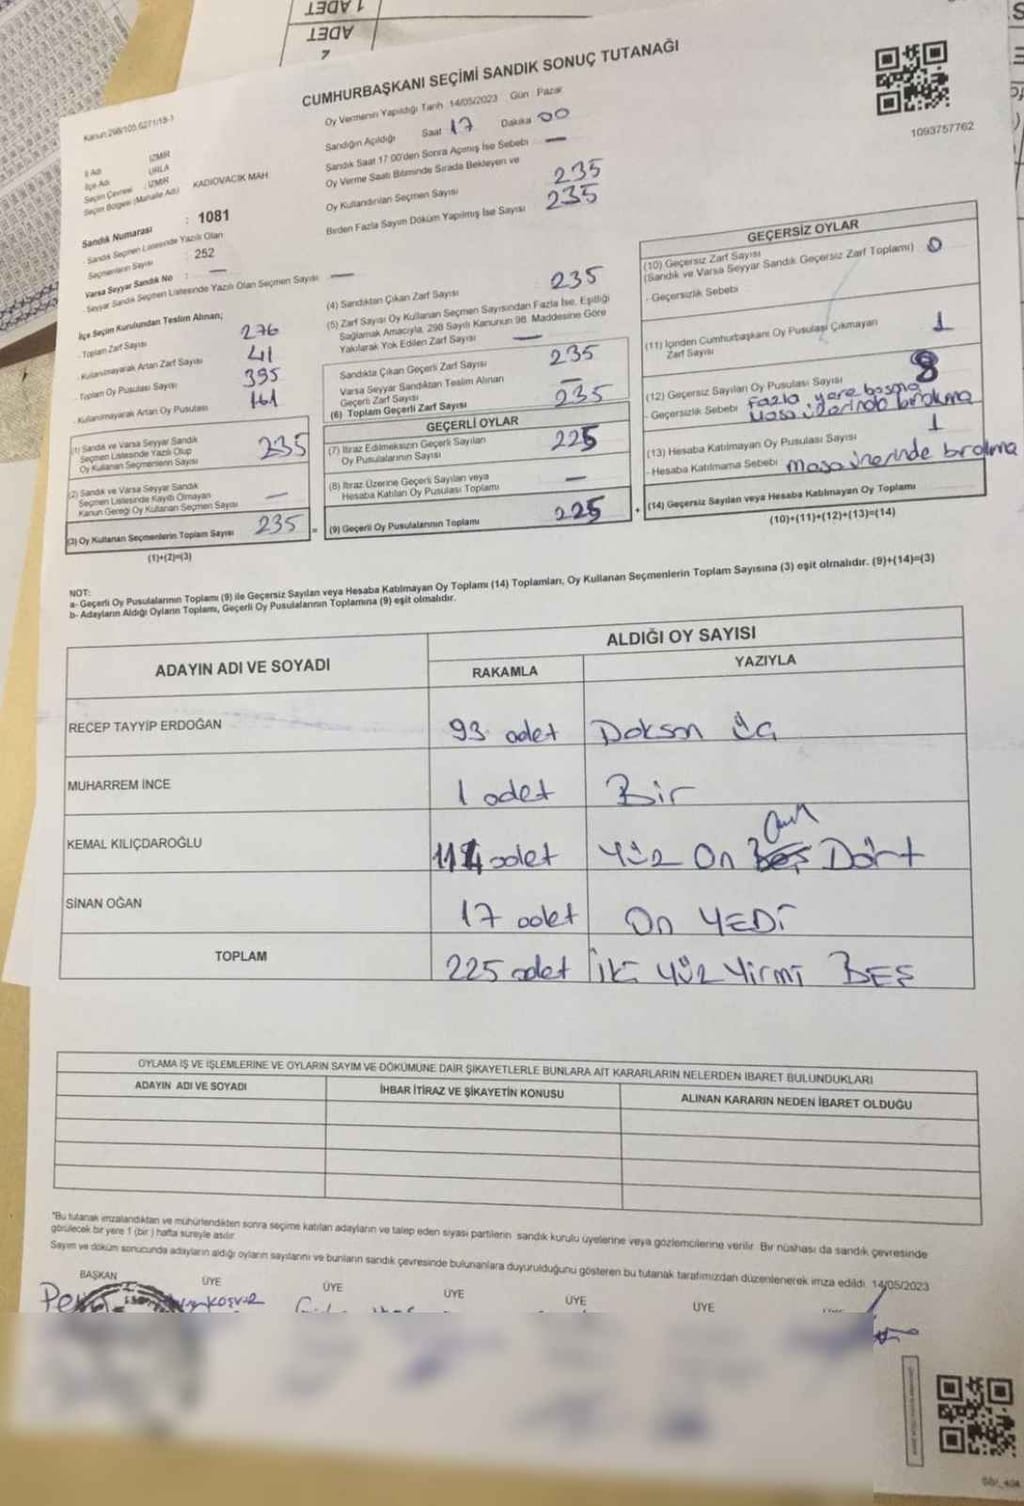 1 ADET
ADET
CUMHURBAŞKANI SEÇİMİ SANDIK SONUÇ TUTANAĞI
Kanun:298/105,6271/18-1
Oy Vermenin Yapıldığı Tarih 14/05/2023 Gün Pazar
Sandığın Açıldığı Saat 17 Dakika 00
Sandık Saat 17:00'den Sonra Açılmış İse Sebebi —
Oy Verme Saati Bitiminde Sırada Bekleyen ve
Oy Kullandırılan Seçmen Sayısı 235
Birden Fazla Sayım Döküm Yapılmış İse Sayısı 235
1093757762
İl Adı : İZMİR
İlçe Adı : URLA
Seçim Çevresi : İZMİR
Seçim Bölgesi (Mahalle Adı) KADIOVACIK MAH.
Sandık Numarası : 1081
Sandık Seçmen Listesinde Yazılı Olan
Seçmenlerin Sayısı : 252
Varsa Seyyar Sandık No : —
Seyyar Sandık Seçmen Listesinde Yazılı Olan Seçmen Sayısı —
İlçe Seçim Kurulundan Teslim Alınan;
- Toplam Zarf Sayısı 276
- Kullanılmayarak Artan Zarf Sayısı 41
- Toplam Oy Pusulası Sayısı 395
- Kullanılmayarak Artan Oy Pusulası 161
(1) Sandık ve Varsa Seyyar Sandık
Seçmen Listesinde Yazılı Olup
Oy Kullanan Seçmenlerin Sayısı 235
(2) Sandık ve Varsa Seyyar Sandık
Seçmen Listesinde Kayıtlı Olmayan
Kanun Gereği Oy Kullanan Seçmen Sayısı —
(3) Oy Kullanan Seçmenlerin Toplam Sayısı 235
(1)+(2)=(3)
(4) Sandıktan Çıkan Zarf Sayısı 235
(5) Zarf Sayısı Oy Kullanan Seçmen Sayısından Fazla İse, Eşitliği
Sağlamak Amacıyla, 298 Sayılı Kanunun 98. Maddesine Göre
Yakılarak Yok Edilen Zarf Sayısı —
Sandıkta Çıkan Geçerli Zarf Sayısı 235
Varsa Seyyar Sandıktan Teslim Alınan
Geçerli Zarf Sayısı —
(6) Toplam Geçerli Zarf Sayısı 235
GEÇERLİ OYLAR
(7) İtiraz Edilmeksizin Geçerli Sayılan
Oy Pusulalarının Sayısı 225
(8) İtiraz Üzerine Geçerli Sayılan veya
Hesaba Katılan Oy Pusulası Toplamı —
(9) Geçerli Oy Pusulalarının Toplamı 225
GEÇERSİZ OYLAR
(10) Geçersiz Zarf Sayısı
(Sandık ve Varsa Seyyar Sandık Geçersiz Zarf Toplamı) 0
- Geçersizlik Sebebi
(11) İçinden Cumhurbaşkanı Oy Pusulası Çıkmayan
Zarf Sayısı 1
(12) Geçersiz Sayılan Oy Pusulası Sayısı 8
- Geçersizlik Sebebi Fazla yere basma
Masa üzerinde bırakma
(13) Hesaba Katılmayan Oy Pusulası Sayısı 1
- Hesaba Katılmama Sebebi Masa üzerinde brakma
(14) Geçersiz Sayılan veya Hesaba Katılmayan Oy Toplamı
(10)+(11)+(12)+(13)=(14)
NOT:
a- Geçerli Oy Pusulalarının Toplamı (9) ile Geçersiz Sayılan veya Hesaba Katılmayan Oy Toplamı (14) Toplamları, Oy Kullanan Seçmenlerin Toplam Sayısına (3) eşit olmalıdır. (9)+(14)=(3)
b- Adayların Aldığı Oyların Toplamı, Geçerli Oy Pusulalarının Toplamına (9) eşit olmalıdır.
ADAYIN ADI VE SOYADI
ALDIĞI OY SAYISI
RAKAMLA YAZIYLA
RECEP TAYYİP ERDOĞAN 93 adet Doksan üç
MUHARREM İNCE 1 adet Bir
KEMAL KILIÇDAROĞLU 114 adet Yüz On Beş Dört
SİNAN OĞAN 17 adet On YEDİ
TOPLAM 225 adet İki yüz Yirmi BEŞ
OYLAMA İŞ VE İŞLEMLERİNE VE OYLARIN SAYIM VE DÖKÜMÜNE DAİR ŞİKAYETLERLE BUNLARA AİT KARARLARIN NELERDEN İBARET BULUNDUKLARI
ADAYIN ADI VE SOYADI İHBAR İTİRAZ VE ŞİKAYETİN KONUSU ALINAN KARARIN NEDEN İBARET OLDUĞU
*Bu tutanak imzalandıktan ve mühürlendikten sonra seçime katılan adayların ve talep eden siyasi partilerin sandık kurulu üyelerine veya gözlemcilerine verilir. Bir nüshası da sandık çevresinde
görülecek bir yere 1 (bir) hafta süreyle asılır.
Sayım ve döküm sonucunda adayların aldığı oyların sayılarını ve bunların sandık çevresinde bulunanlara duyurulduğunu gösteren bu tutanak tarafımızdan düzenlenerek imza edildi. 14/05/2023
BAŞKAN ÜYE ÜYE ÜYE ÜYE ÜYE